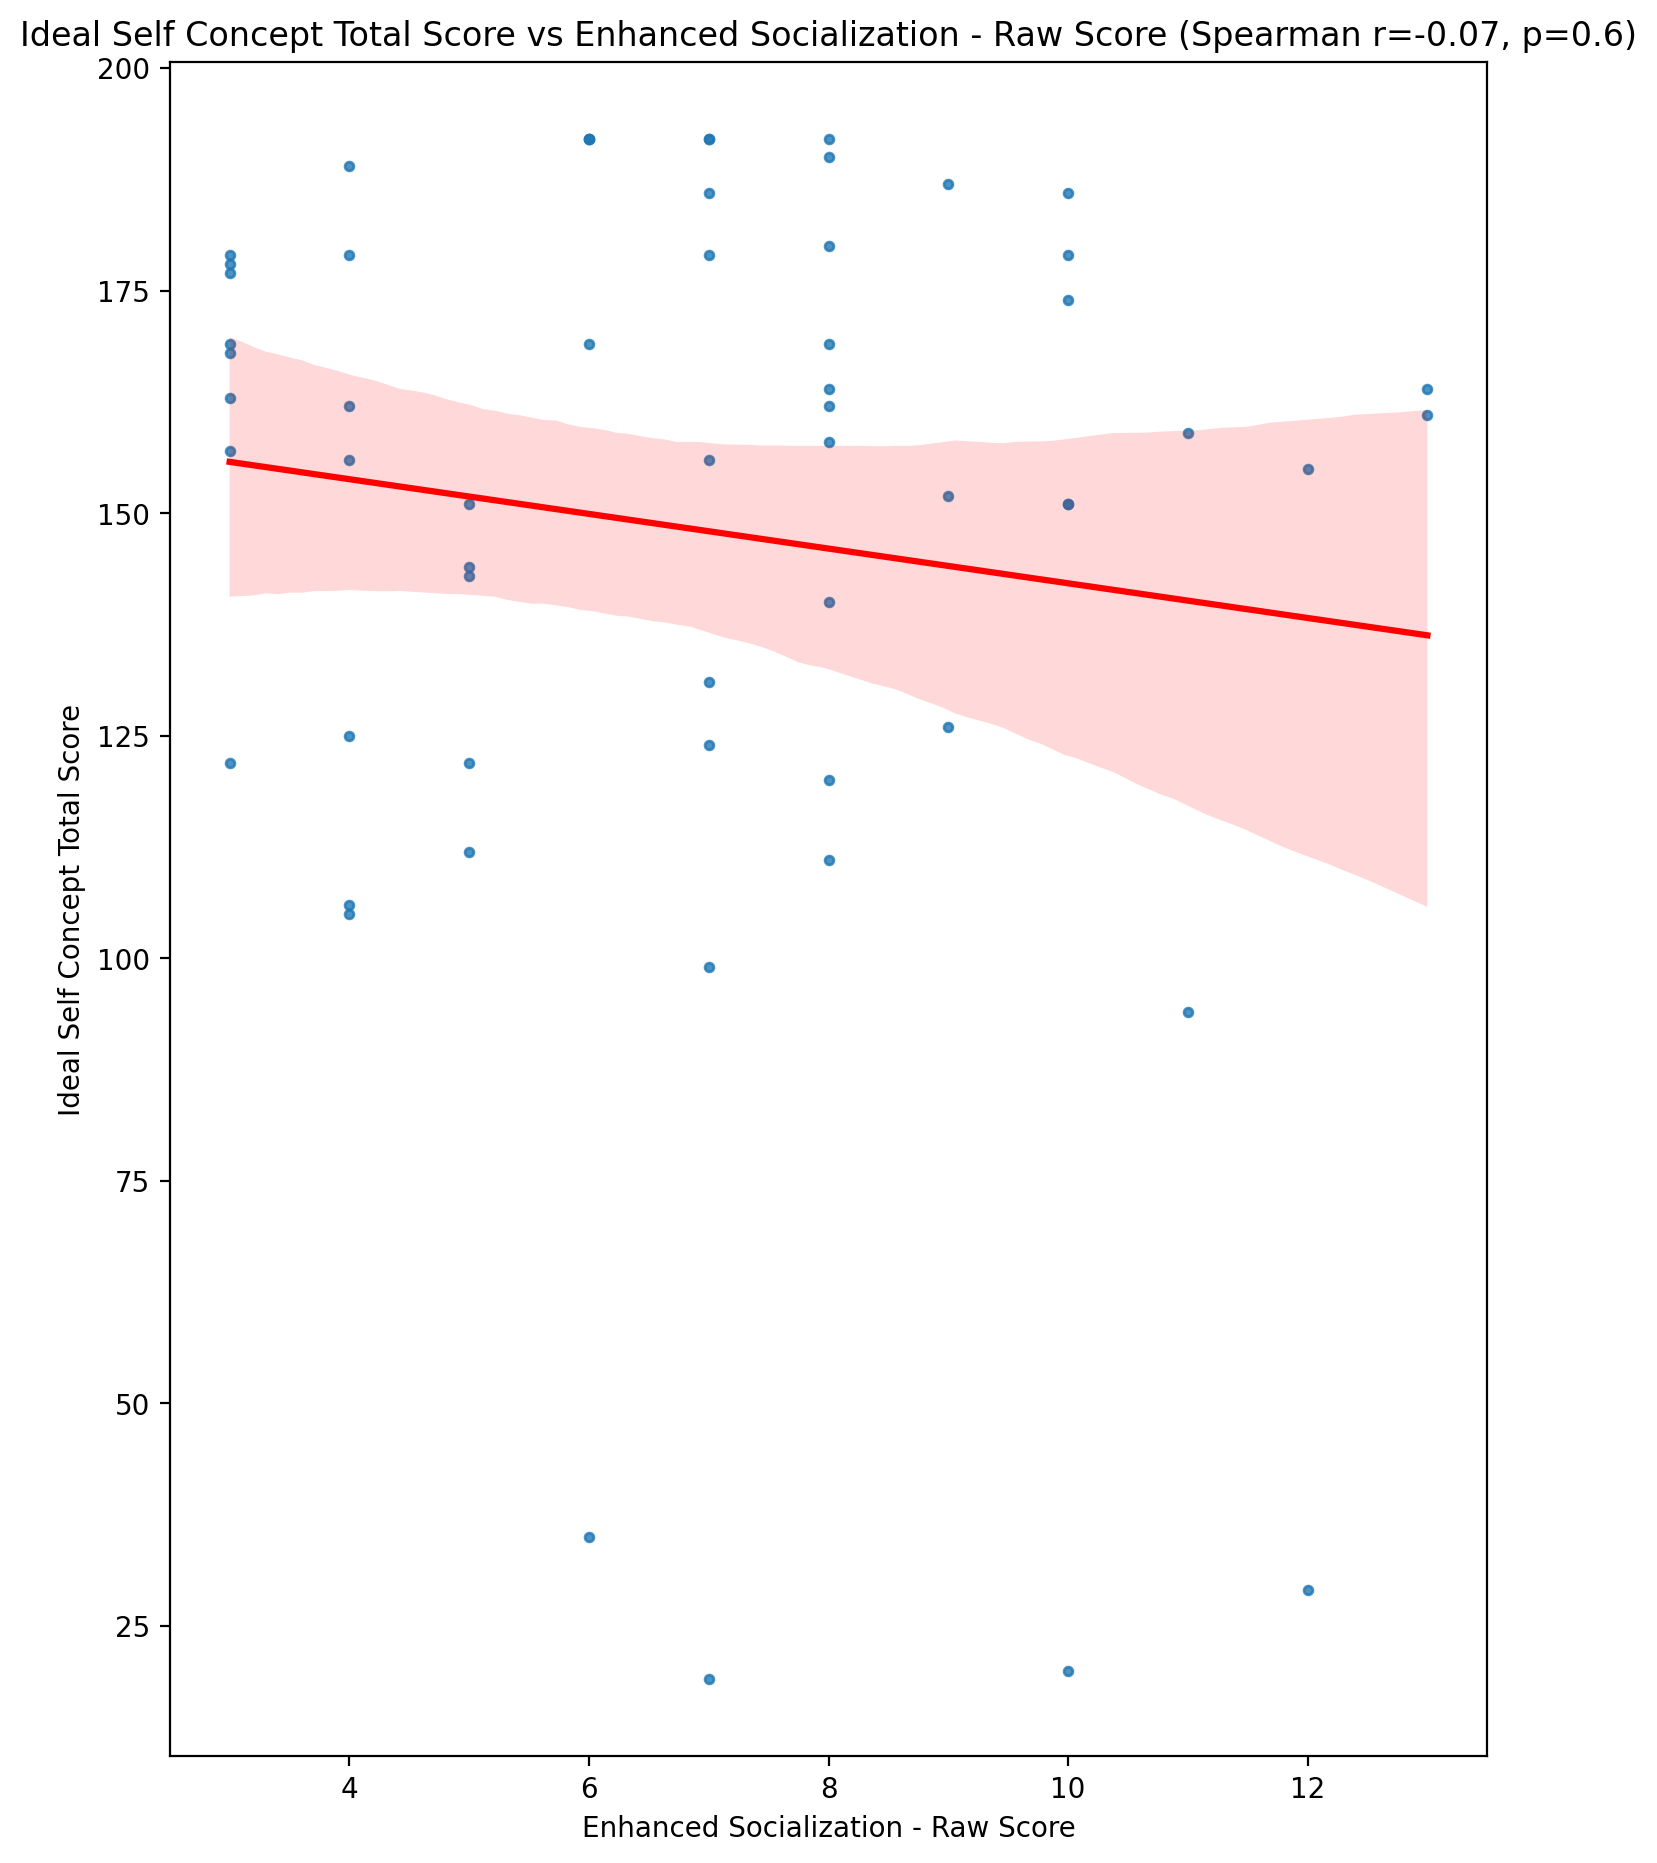 Ideal Self Concept Total Score vs Enhanced Socialization - Raw Score (Spearman r=-0.07, p=0.6)
200
175
150
125
100
75
50
25
Ideal Self Concept Total Score
4 6 8 10 12
Enhanced Socialization - Raw Score